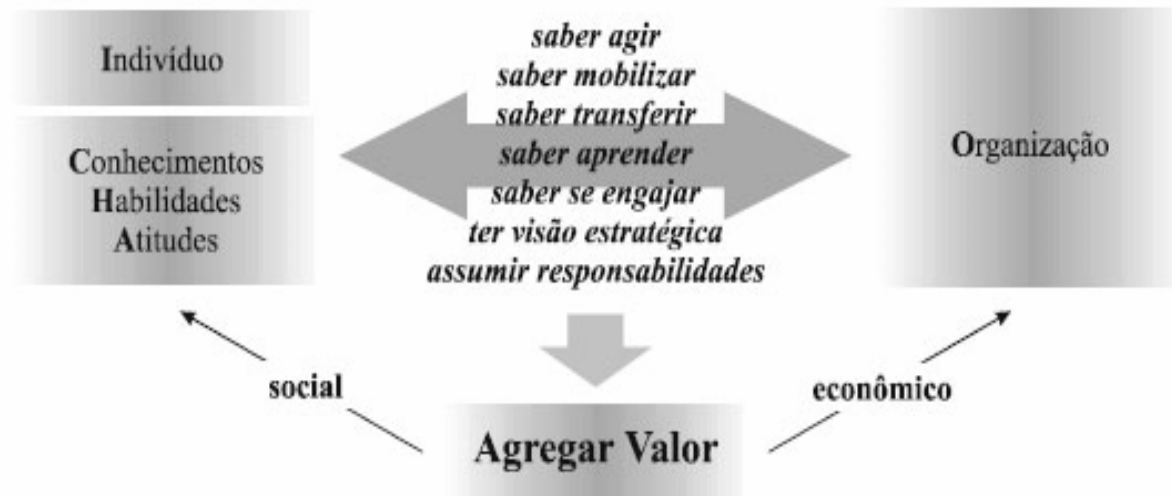 Indivíduo
Conhecimentos
Habilidades
Atitudes
saber agir
saber mobilizar
saber transferir
saber aprender
saber se engajar
ter visão estratégica
assumir responsabilidades
Organização
social
econômico
Agregar Valor